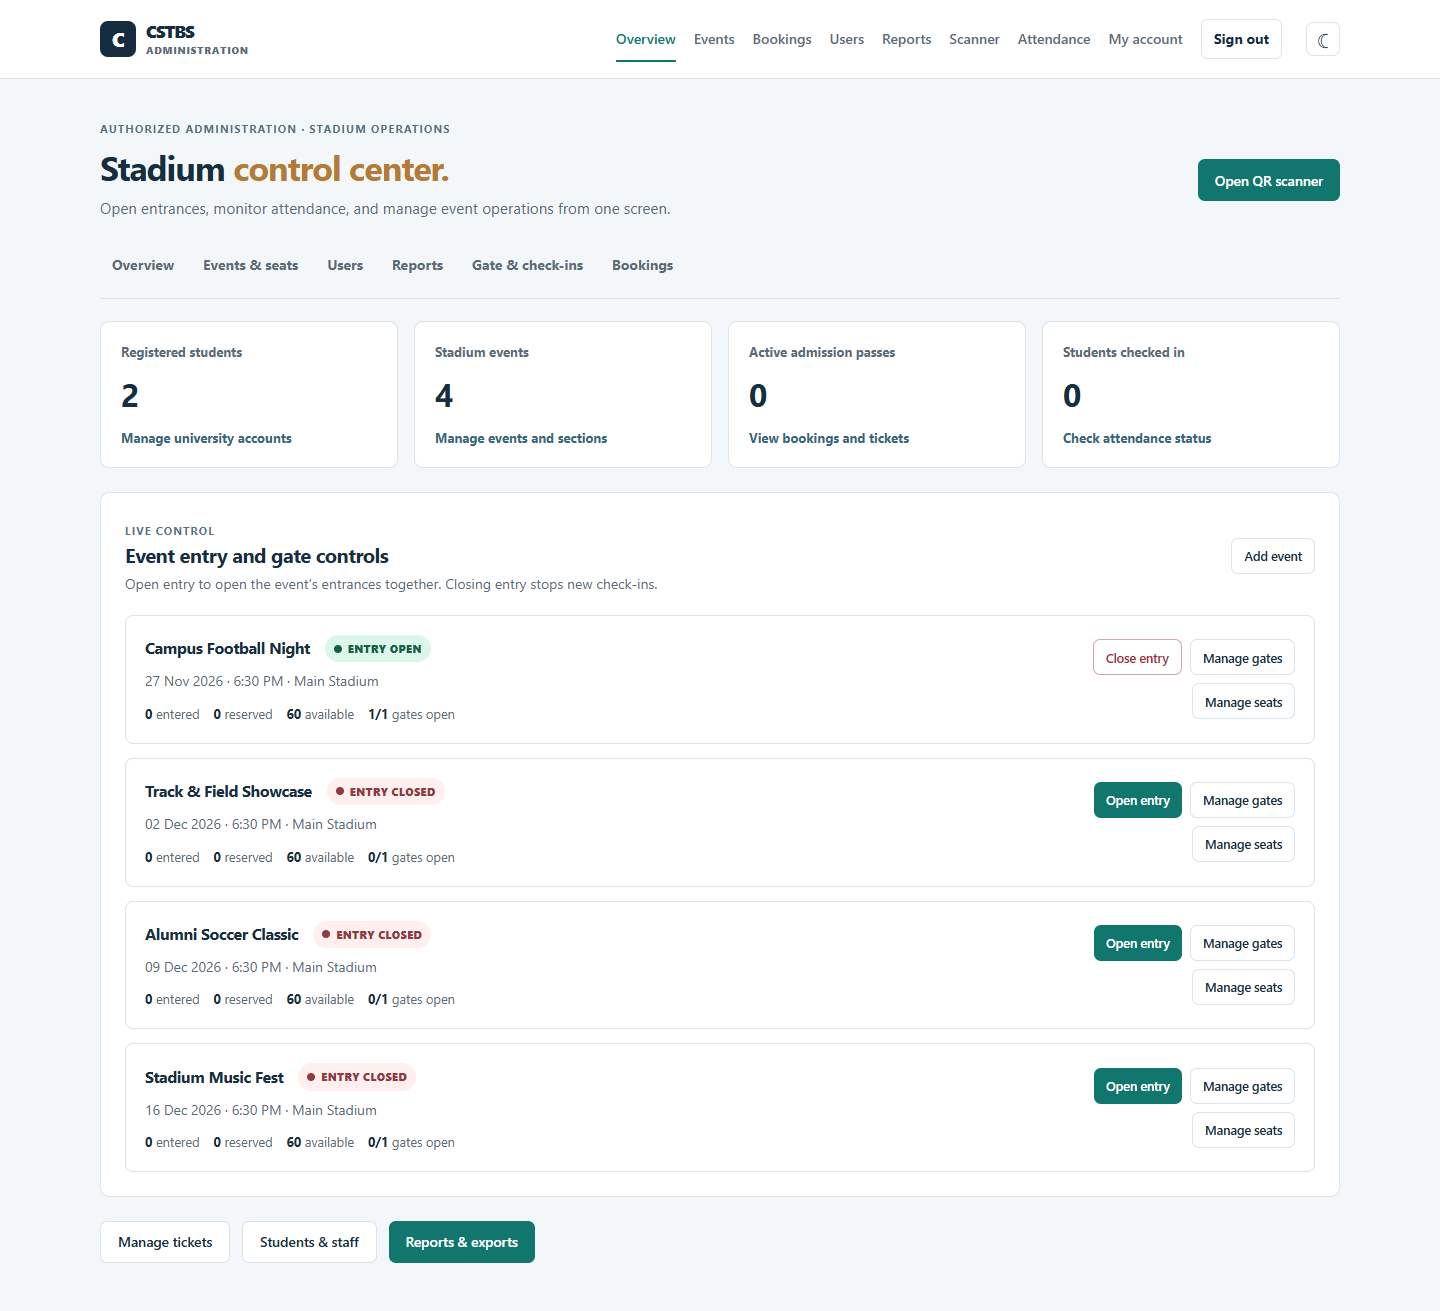 C
CSTBS
ADMINISTRATION
Overview Events Bookings Users Reports Scanner Attendance My account Sign out
AUTHORIZED ADMINISTRATION · STADIUM OPERATIONS
Stadium control center.
Open entrances, monitor attendance, and manage event operations from one screen.
Open QR scanner
Overview Events & seats Users Reports Gate & check-ins Bookings
Registered students
2
Manage university accounts
Stadium events
4
Manage events and sections
Active admission passes
0
View bookings and tickets
Students checked in
0
Check attendance status
LIVE CONTROL
Event entry and gate controls
Open entry to open the event's entrances together. Closing entry stops new check-ins.
Add event
Campus Football Night ENTRY OPEN
27 Nov 2026 · 6:30 PM · Main Stadium
0 entered 0 reserved 60 available 1/1 gates open
Close entry Manage gates
Manage seats
Track & Field Showcase ENTRY CLOSED
02 Dec 2026 · 6:30 PM · Main Stadium
0 entered 0 reserved 60 available 0/1 gates open
Open entry Manage gates
Manage seats
Alumni Soccer Classic ENTRY CLOSED
09 Dec 2026 · 6:30 PM · Main Stadium
0 entered 0 reserved 60 available 0/1 gates open
Open entry Manage gates
Manage seats
Stadium Music Fest ENTRY CLOSED
16 Dec 2026 · 6:30 PM · Main Stadium
0 entered 0 reserved 60 available 0/1 gates open
Open entry Manage gates
Manage seats
Manage tickets Students & staff Reports & exports